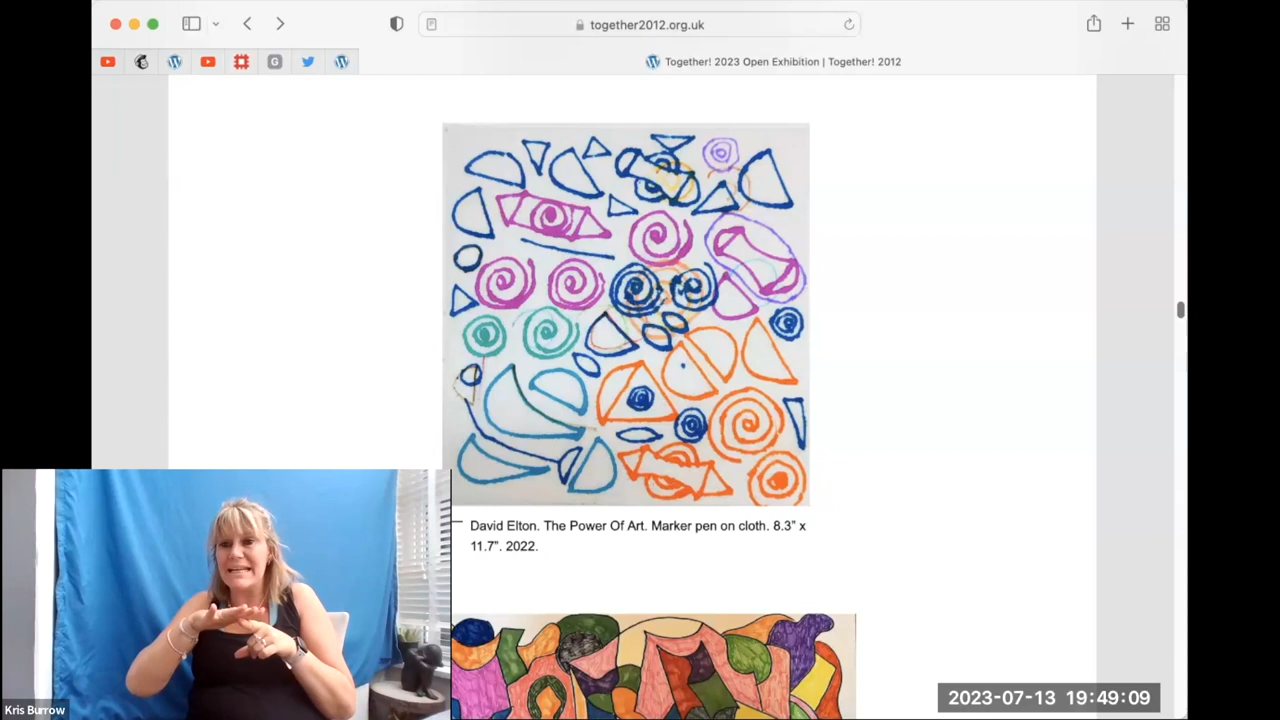 together2012.org.uk
G
Together! 2023 Open Exhibition | Together! 2012
David Elton. The Power Of Art. Marker pen on cloth. 8.3” x
11.7”. 2022.
Kris Burrow
2023-07-13 19:49:09